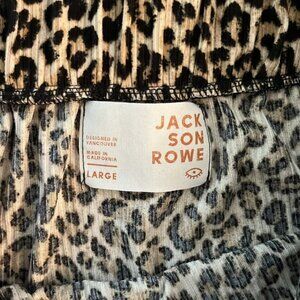 JACK
SON
ROWE
DESIGNED IN
VANCOUVER
MADE IN
CALIFORNIA
LARGE